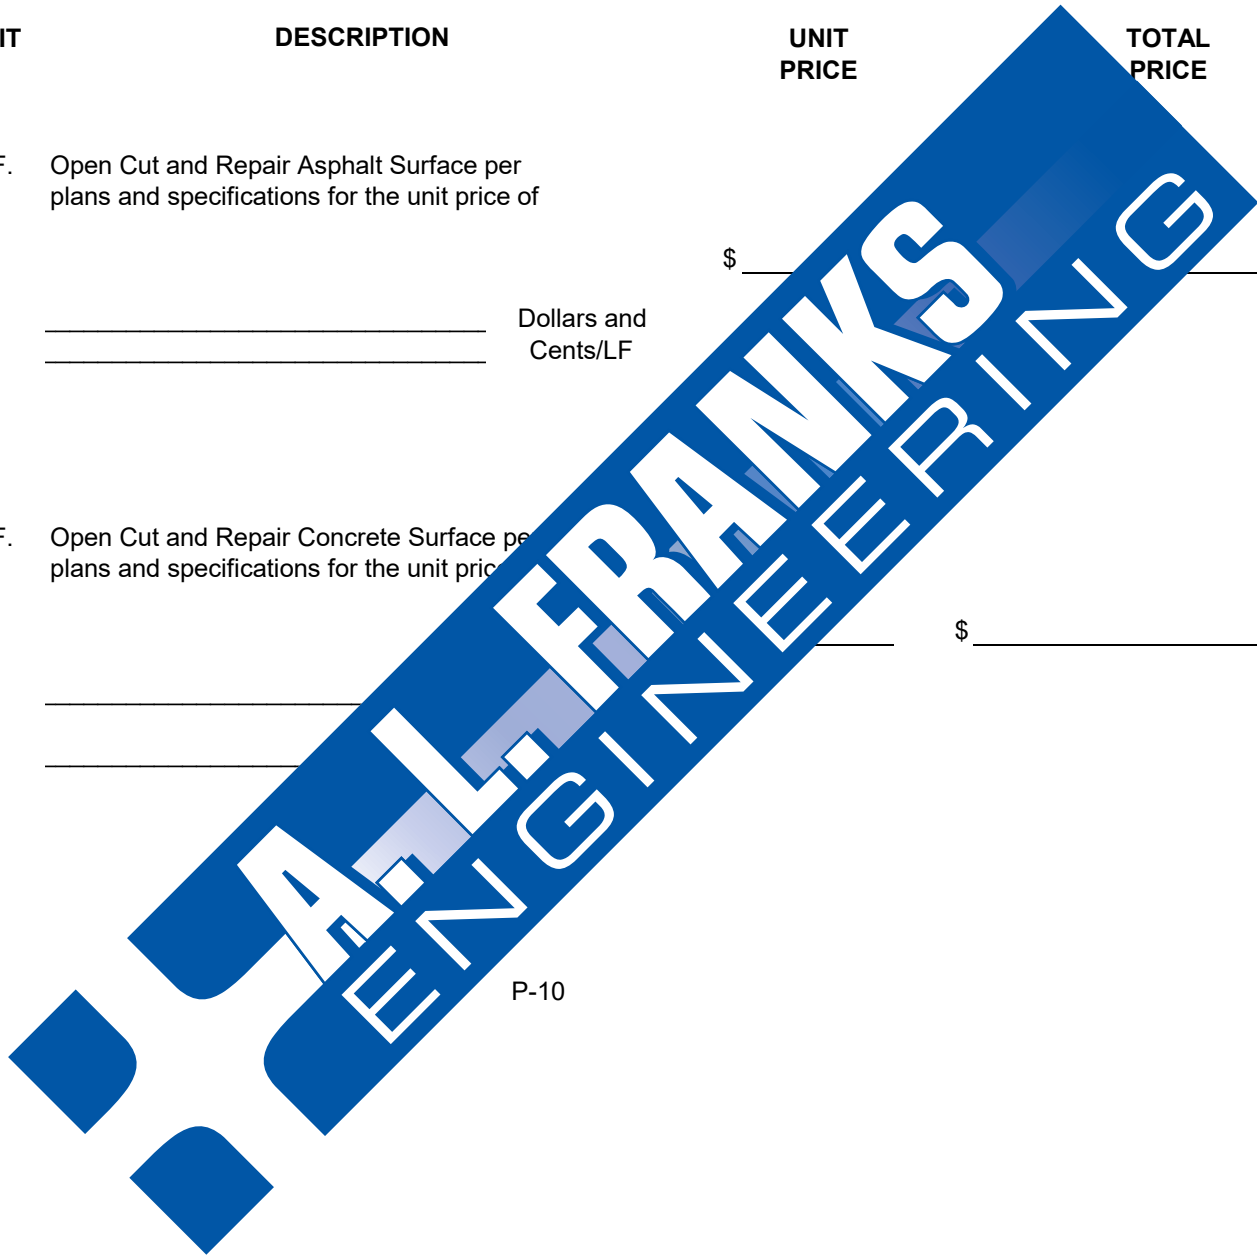 IT DESCRIPTION UNIT TOTAL
PRICE PRICE
F. Open Cut and Repair Asphalt Surface per
plans and specifications for the unit price of
$
Dollars and
Cents/LF
F. Open Cut and Repair Concrete Surface pe
plans and specifications for the unit pric
$
A.L. FRANKS
ENGINEERING
P-10